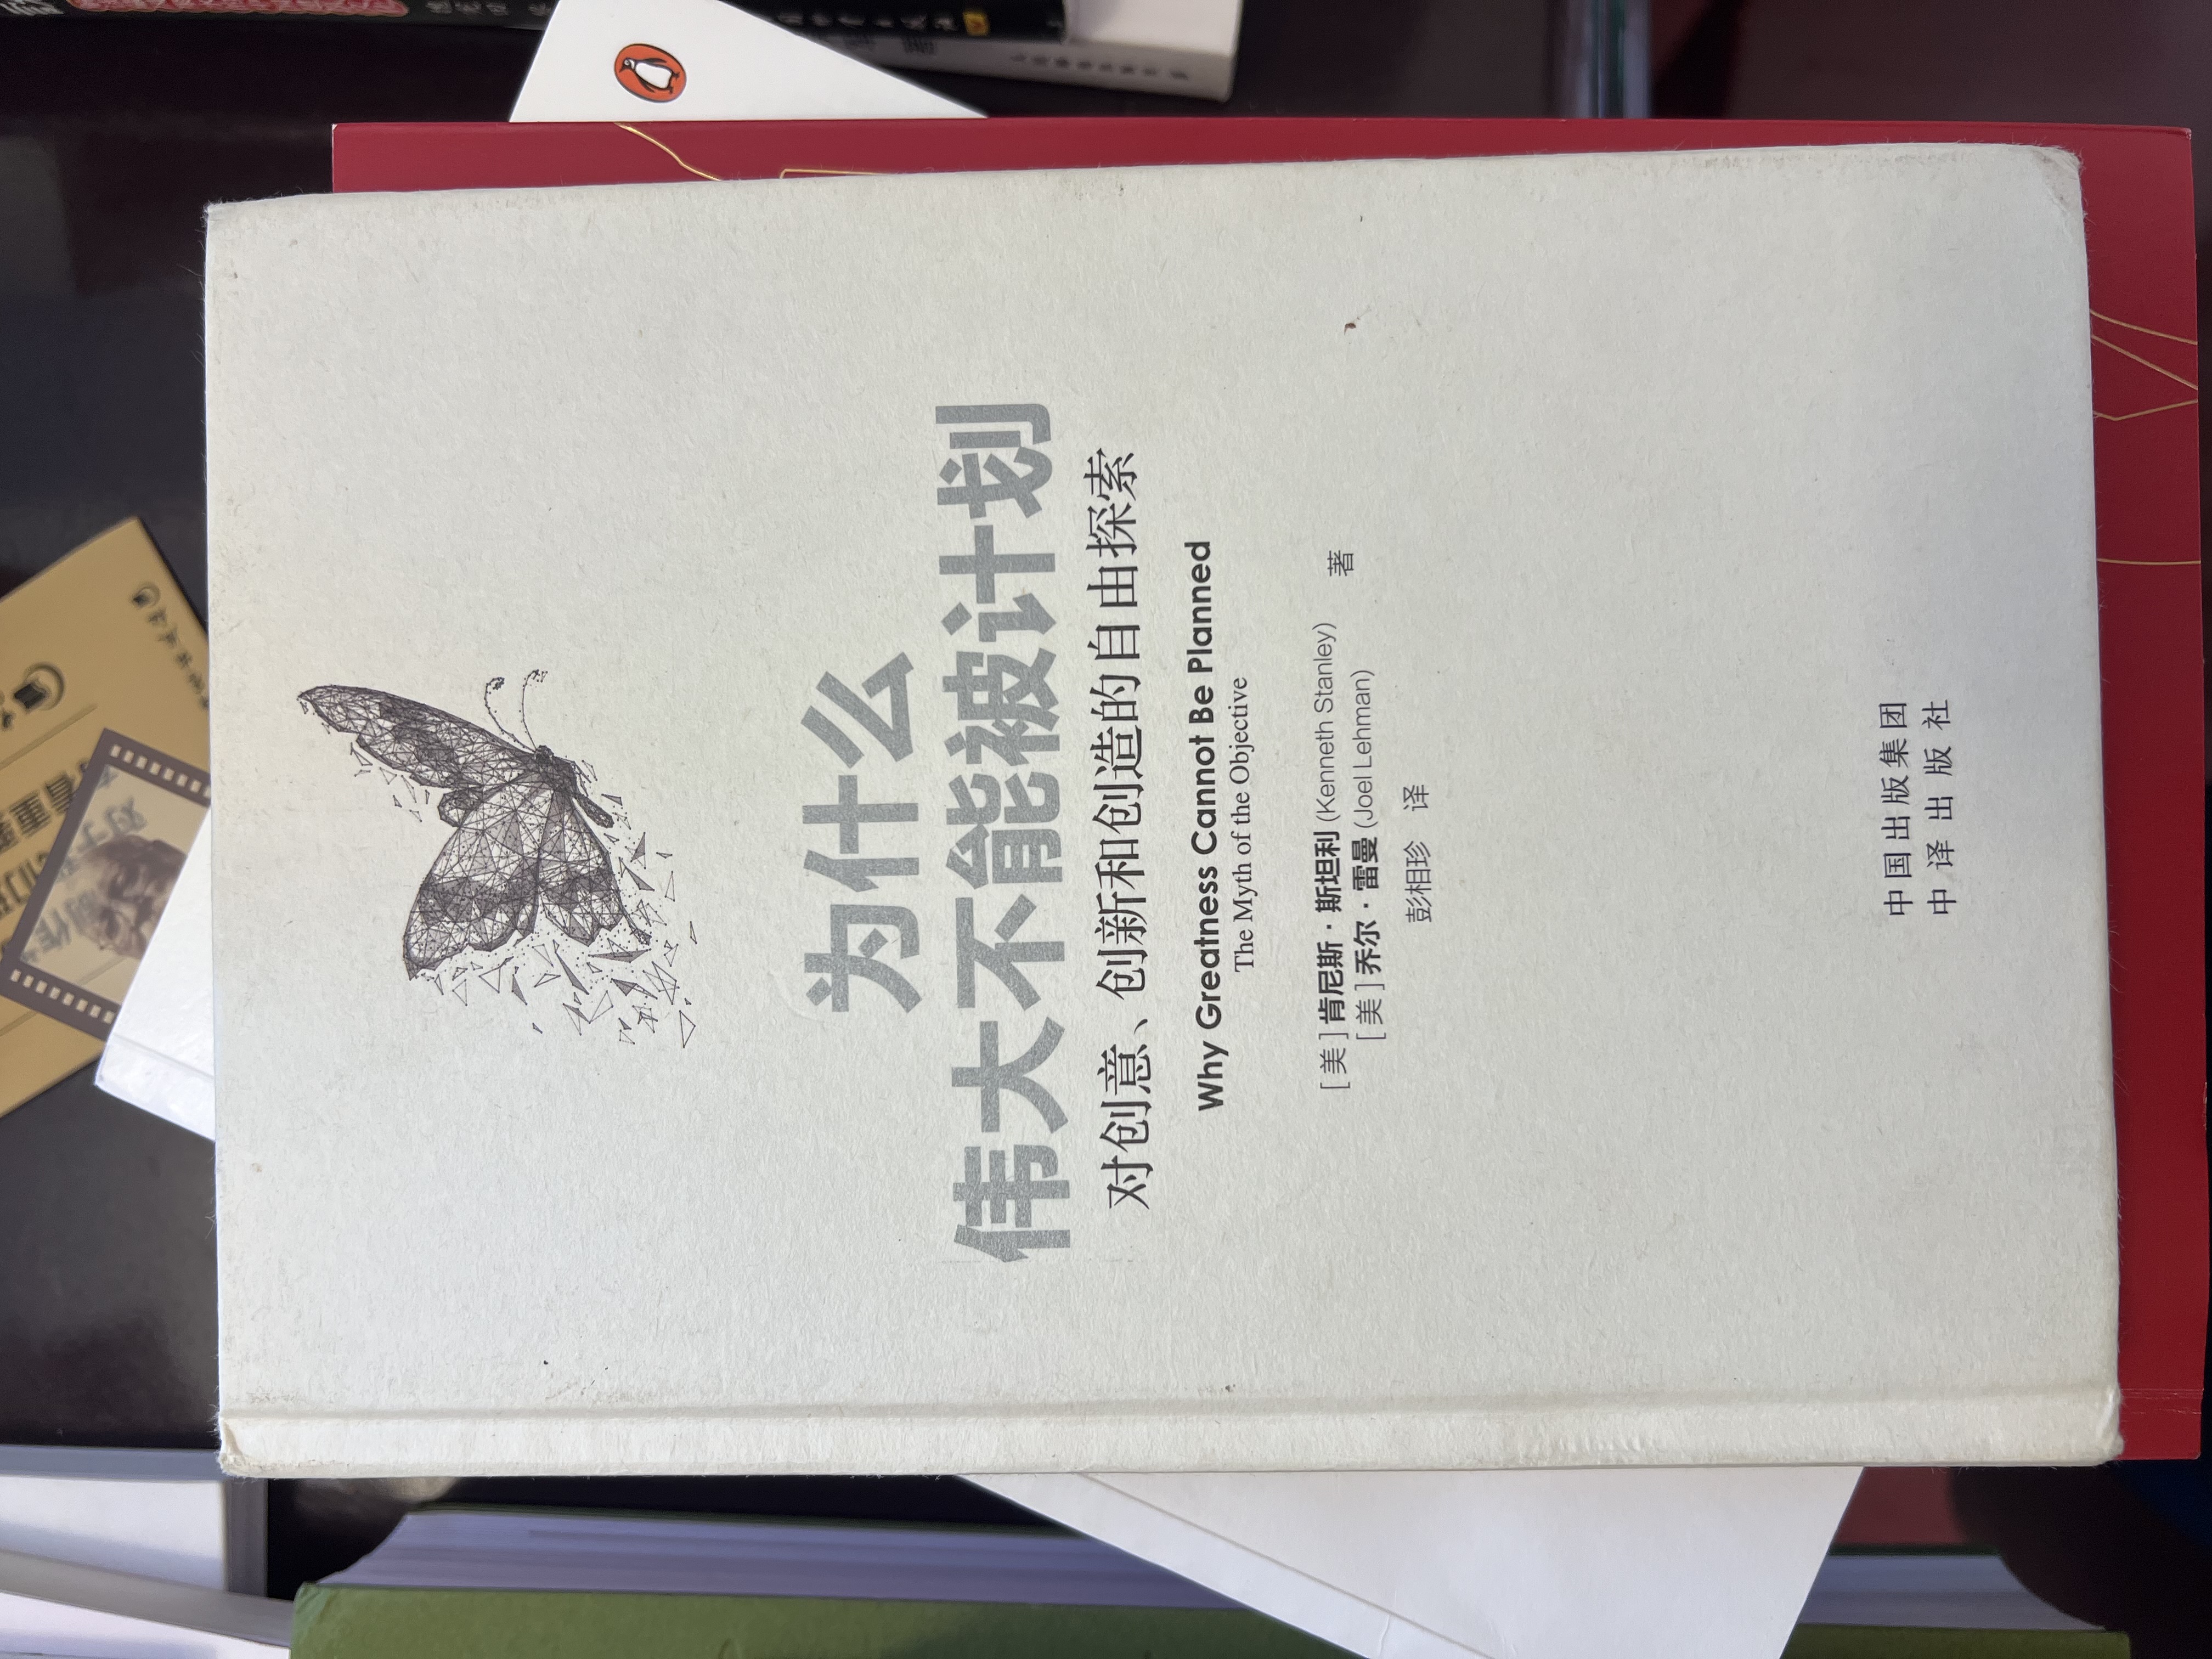 为什么
伟大不能被计划
对创意、创新和创造的自由探索
Why Greatness Cannot Be Planned
The Myth of the Objective
[美]肯尼斯·斯坦利(Kenneth Stanley)
[美]乔尔·雷曼(Joel Lehman)
著
彭相珍 译
中国出版集团
中译出版社